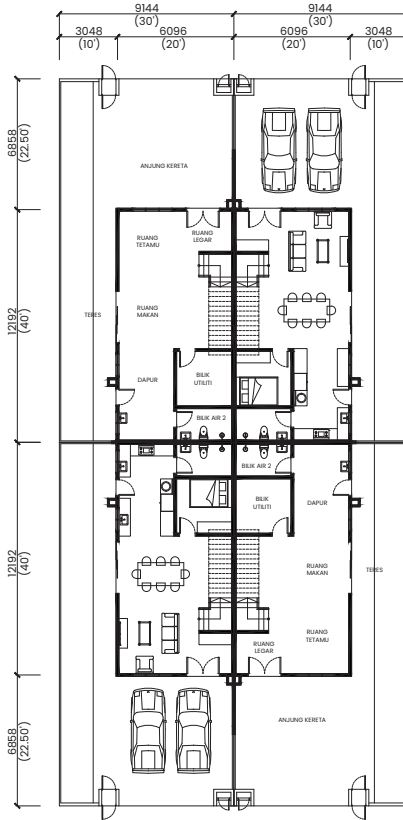 9144
(30')
9144
(30')
3048
(10')
6096
(20')
6096
(20')
3048
(10')
6858
(22.50')
ANJUNG KERETA
RUANG
TETAMU
RUANG
LEGAR
12192
(40')
TERES
RUANG
MAKAN
DAPUR
BILIK
UTILITI
BILIK AIR 2
BILIK AIR 2
BILIK
UTILITI
DAPUR
12192
(40')
RUANG
MAKAN
TERES
RUANG
TETAMU
RUANG
LEGAR
6858
(22.50')
ANJUNG KERETA